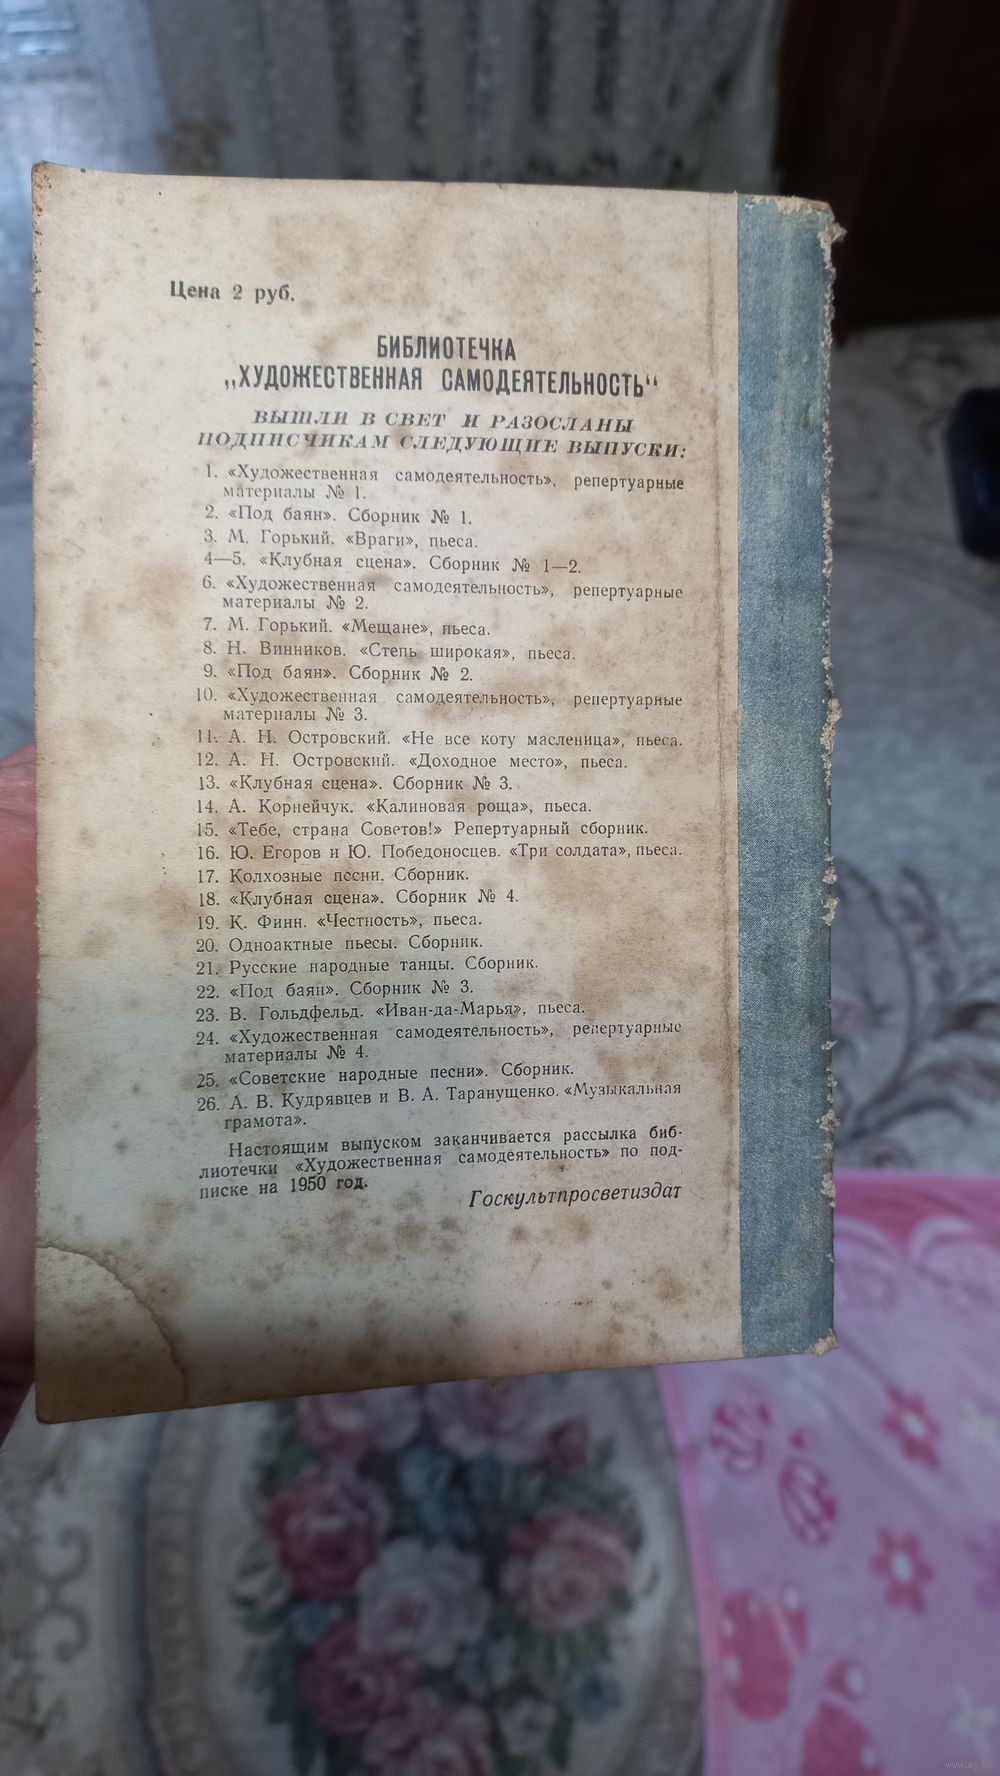 Цена 2 руб.
БИБЛИОТЕЧКА
„ХУДОЖЕСТВЕННАЯ САМОДЕЯТЕЛЬНОСТЬ“
ВЫШЛИ В СВЕТ И РАЗОСЛАНЫ
ПОДПИСЧИКАМ СЛЕДУЮЩИЕ ВЫПУСКИ:
1. «Художественная самодеятельность», репертуарные
материалы № 1.
2. «Под баян». Сборник № 1.
3. М. Горький. «Враги», пьеса.
4—5. «Клубная сцена». Сборник № 1—2.
6. «Художественная самодеятельность», репертуарные
материалы № 2.
7. М. Горький. «Мещане», пьеса.
8. Н. Винников. «Степь широкая», пьеса.
9. «Под баян». Сборник № 2.
10. «Художественная самодеятельность», репертуарные
материалы № 3.
11. А. Н. Островский. «Не все коту масленица», пьеса.
12. А. Н. Островский. «Доходное место», пьеса.
13. «Клубная сцена». Сборник № 3.
14. А. Корнейчук. «Калиновая роща», пьеса.
15. «Тебе, страна Советов!» Репертуарный сборник.
16. Ю. Егоров и Ю. Победоносцев. «Три солдата», пьеса.
17. Колхозные песни. Сборник.
18. «Клубная сцена». Сборник № 4.
19. К. Финн. «Честность», пьеса.
20. Одноактные пьесы. Сборник.
21. Русские народные танцы. Сборник.
22. «Под баян». Сборник № 3.
23. В. Гольдфельд. «Иван-да-Марья», пьеса.
24. «Художественная самодеятельность», репертуарные
материалы № 4.
25. «Советские народные песни». Сборник.
26. А. В. Кудрявцев и В. А. Таранущенко. «Музыкальная
грамота».
Настоящим выпуском заканчивается рассылка биб-
лиотечки «Художественная самодеятельность» по под-
писке на 1950 год.
Госкультпросветиздат
www.ay.by